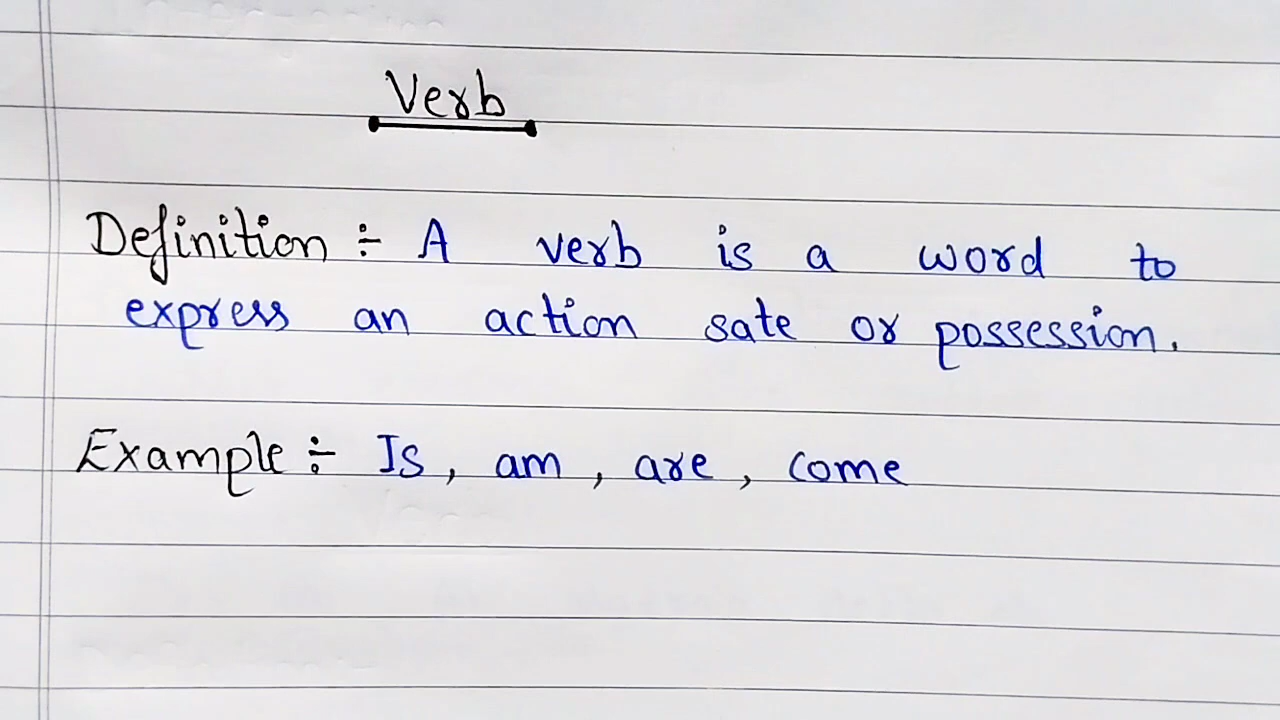 Verb
Definition ÷ A verb is a word to
express an action sate or possession.
Example ÷ Is, am, are, come